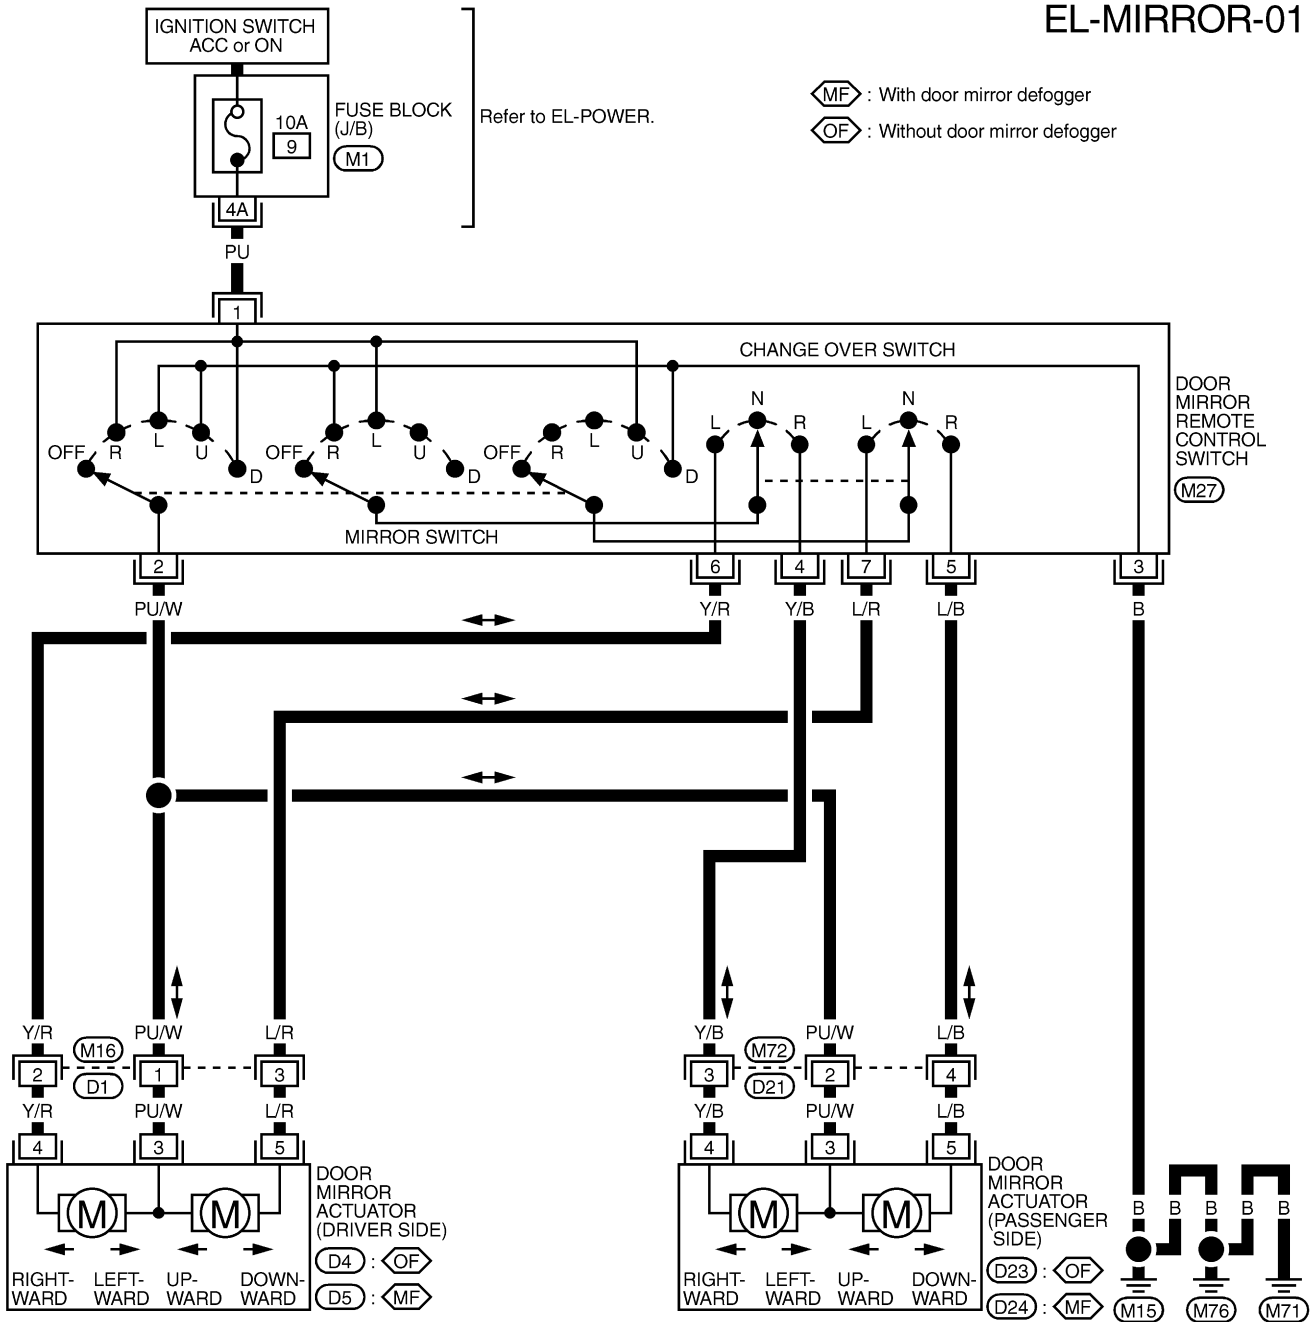 EL-MIRROR-01
IGNITION SWITCH
ACC or ON
FUSE BLOCK
(J/B)
M1
10A
9
Refer to EL-POWER.
MF : With door mirror defogger
OF : Without door mirror defogger
4A
PU
1
CHANGE OVER SWITCH
DOOR
MIRROR
REMOTE
CONTROL
SWITCH
M27
OFF R L U D
OFF R L U D
OFF R L U D
L N R
L N R
MIRROR SWITCH
2 6 4 7 5 3
PU/W Y/R Y/B L/R L/B B
Y/R PU/W L/R Y/B PU/W L/B
M16 M72
2 1 3 3 2 4
D1 D21
Y/R PU/W L/R Y/B PU/W L/B
4 3 5 4 3 5
M M M M
RIGHT-
WARD
LEFT-
WARD
UP-
WARD
DOWN-
WARD
DOOR
MIRROR
ACTUATOR
(DRIVER SIDE)
D4 : OF
D5 : MF
RIGHT-
WARD
LEFT-
WARD
UP-
WARD
DOWN-
WARD
DOOR
MIRROR
ACTUATOR
(PASSENGER
SIDE)
D23 : OF
D24 : MF
B B B B B
M15 M76 M71